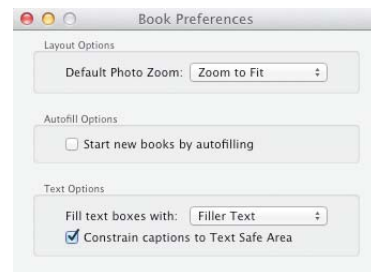 Book Preferences
Layout Options
Default Photo Zoom: Zoom to Fit
Autofill Options
Start new books by autofilling
Text Options
Fill text boxes with: Filler Text
Constrain captions to Text Safe Area